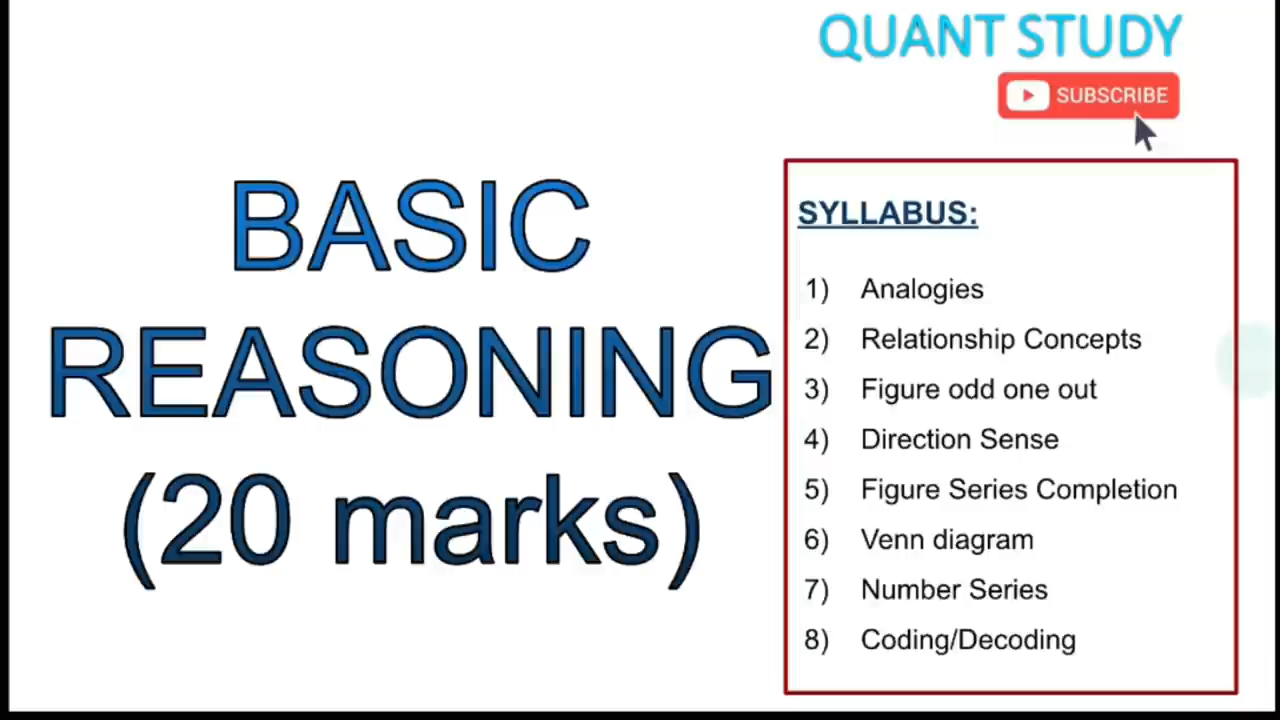 QUANT STUDY
SUBSCRIBE
BASIC
REASONING
(20 marks)
SYLLABUS:
1) Analogies
2) Relationship Concepts
3) Figure odd one out
4) Direction Sense
5) Figure Series Completion
6) Venn diagram
7) Number Series
8) Coding/Decoding